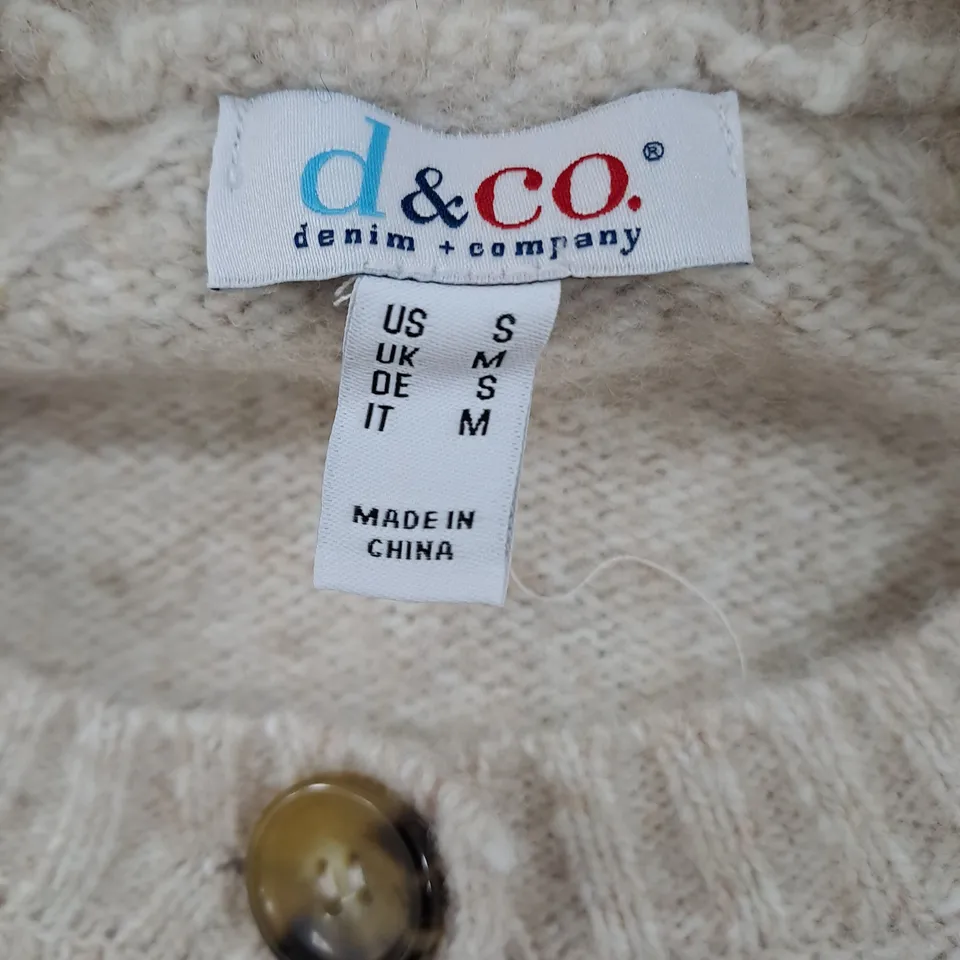 d&co.®
denim + company
US S
UK M
DE S
IT M
MADE IN
CHINA